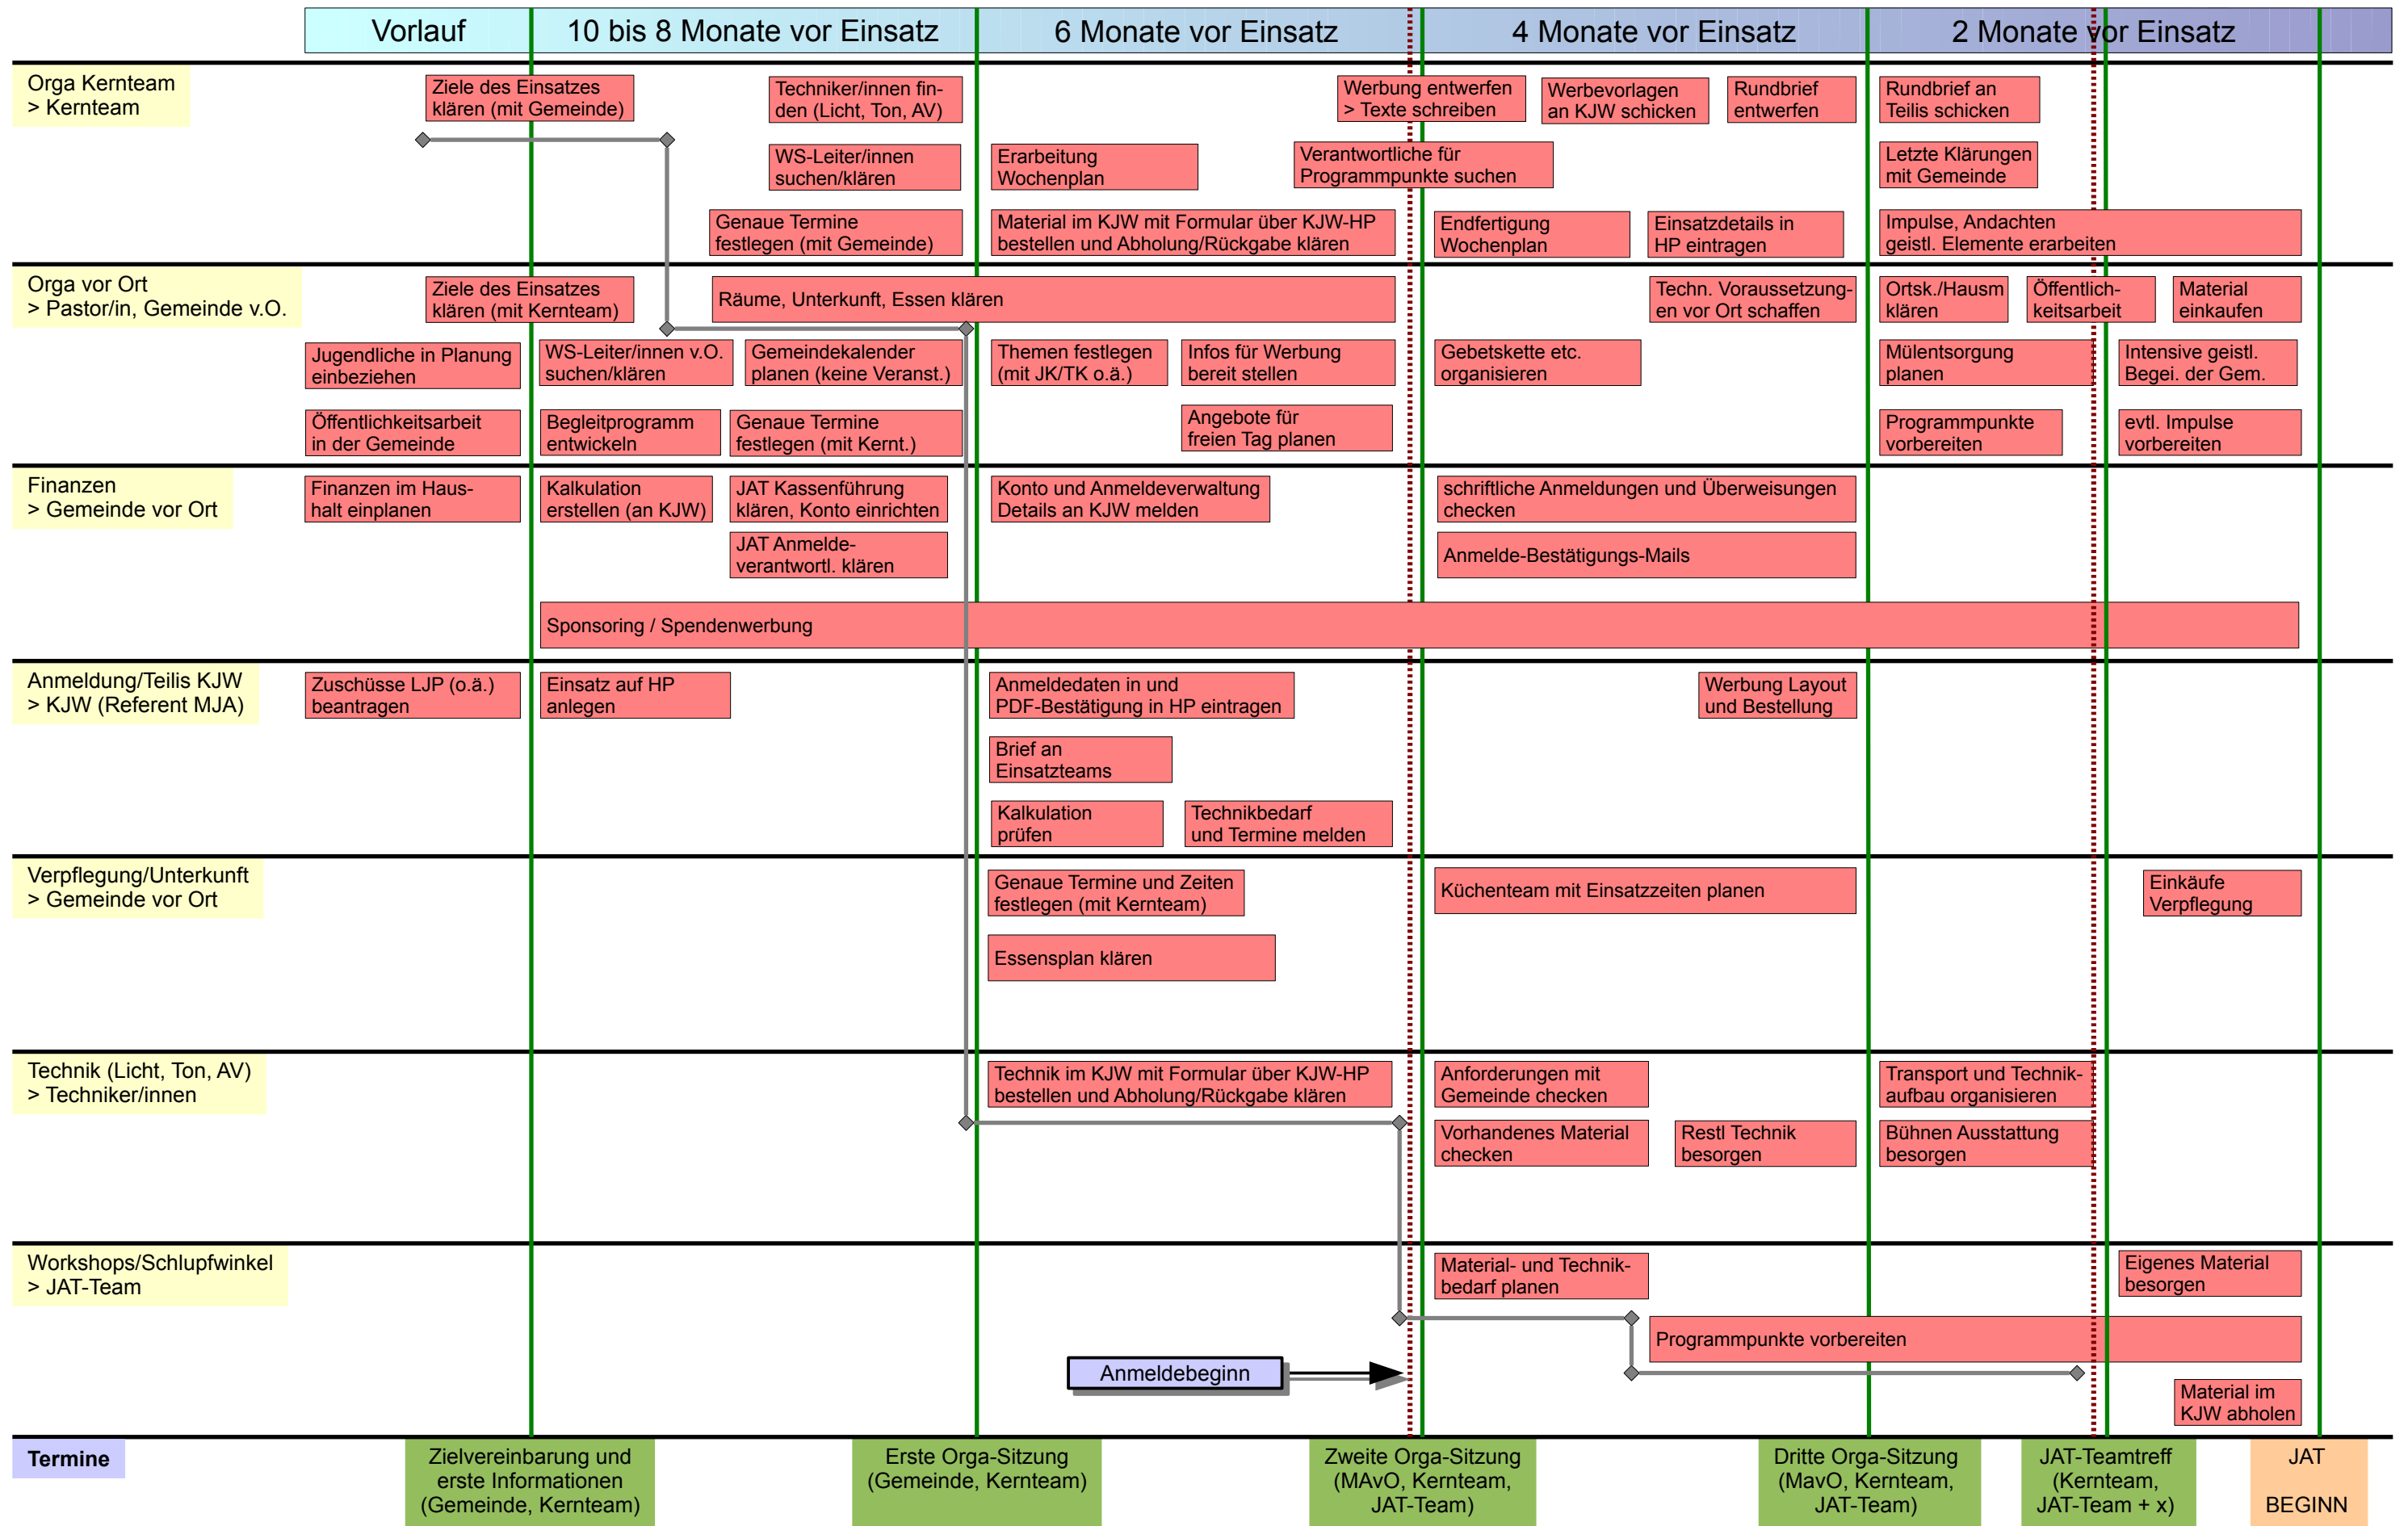 Vorlauf
10 bis 8 Monate vor Einsatz
6 Monate vor Einsatz
4 Monate vor Einsatz
2 Monate vor Einsatz
Orga Kernteam
> Kernteam
Ziele des Einsatzes
klären (mit Gemeinde)
Techniker/innen fin-
den (Licht, Ton, AV)
Werbung entwerfen
> Texte schreiben
Werbevorlagen
an KJW schicken
Rundbrief
entwerfen
Rundbrief an
Teilis schicken
WS-Leiter/innen
suchen/klären
Erarbeitung
Wochenplan
Verantwortliche für
Programmpunkte suchen
Letzte Klärungen
mit Gemeinde
Genaue Termine
festlegen (mit Gemeinde)
Material im KJW mit Formular über KJW-HP
bestellen und Abholung/Rückgabe klären
Endfertigung
Wochenplan
Einsatzdetails in
HP eintragen
Impulse, Andachten
geistl. Elemente erarbeiten
Orga vor Ort
> Pastor/in, Gemeinde v.O.
Ziele des Einsatzes
klären (mit Kernteam)
Räume, Unterkunft, Essen klären
Techn. Voraussetzung-
en vor Ort schaffen
Ortsk./Hausm
klären
Öffentlich-
keitsarbeit
Material
einkaufen
Jugendliche in Planung
einbeziehen
WS-Leiter/innen v.O.
suchen/klären
Gemeindekalender
planen (keine Veranst.)
Themen festlegen
(mit JK/TK o.ä.)
Infos für Werbung
bereit stellen
Gebetskette etc.
organisieren
Mülentsorgung
planen
Intensive geistl.
Begei. der Gem.
Öffentlichkeitsarbeit
in der Gemeinde
Begleitprogramm
entwickeln
Genaue Termine
festlegen (mit Kernt.)
Angebote für
freien Tag planen
Programmpunkte
vorbereiten
evtl. Impulse
vorbereiten
Finanzen
> Gemeinde vor Ort
Finanzen im Haus-
halt einplanen
Kalkulation
erstellen (an KJW)
JAT Kassenführung
klären, Konto einrichten
Konto und Anmeldeverwaltung
Details an KJW melden
schriftliche Anmeldungen und Überweisungen
checken
JAT Anmelde-
verantwortl. klären
Anmelde-Bestätigungs-Mails
Sponsoring / Spendenwerbung
Anmeldung/Teilis KJW
> KJW (Referent MJA)
Zuschüsse LJP (o.ä.)
beantragen
Einsatz auf HP
anlegen
Anmeldedaten in und
PDF-Bestätigung in HP eintragen
Werbung Layout
und Bestellung
Brief an
Einsatzteams
Kalkulation
prüfen
Technikbedarf
und Termine melden
Verpflegung/Unterkunft
> Gemeinde vor Ort
Genaue Termine und Zeiten
festlegen (mit Kernteam)
Küchenteam mit Einsatzzeiten planen
Einkäufe
Verpflegung
Essensplan klären
Technik (Licht, Ton, AV)
> Techniker/innen
Technik im KJW mit Formular über KJW-HP
bestellen und Abholung/Rückgabe klären
Anforderungen mit
Gemeinde checken
Transport und Technik-
aufbau organisieren
Vorhandenes Material
checken
Restl Technik
besorgen
Bühnen Ausstattung
besorgen
Workshops/Schlupfwinkel
> JAT-Team
Material- und Technik-
bedarf planen
Eigenes Material
besorgen
Programmpunkte vorbereiten
Anmeldebeginn
Material im
KJW abholen
Termine
Zielvereinbarung und
erste Informationen
(Gemeinde, Kernteam)
Erste Orga-Sitzung
(Gemeinde, Kernteam)
Zweite Orga-Sitzung
(MAvO, Kernteam,
JAT-Team)
Dritte Orga-Sitzung
(MavO, Kernteam,
JAT-Team)
JAT-Teamtreff
(Kernteam,
JAT-Team + x)
JAT
BEGINN